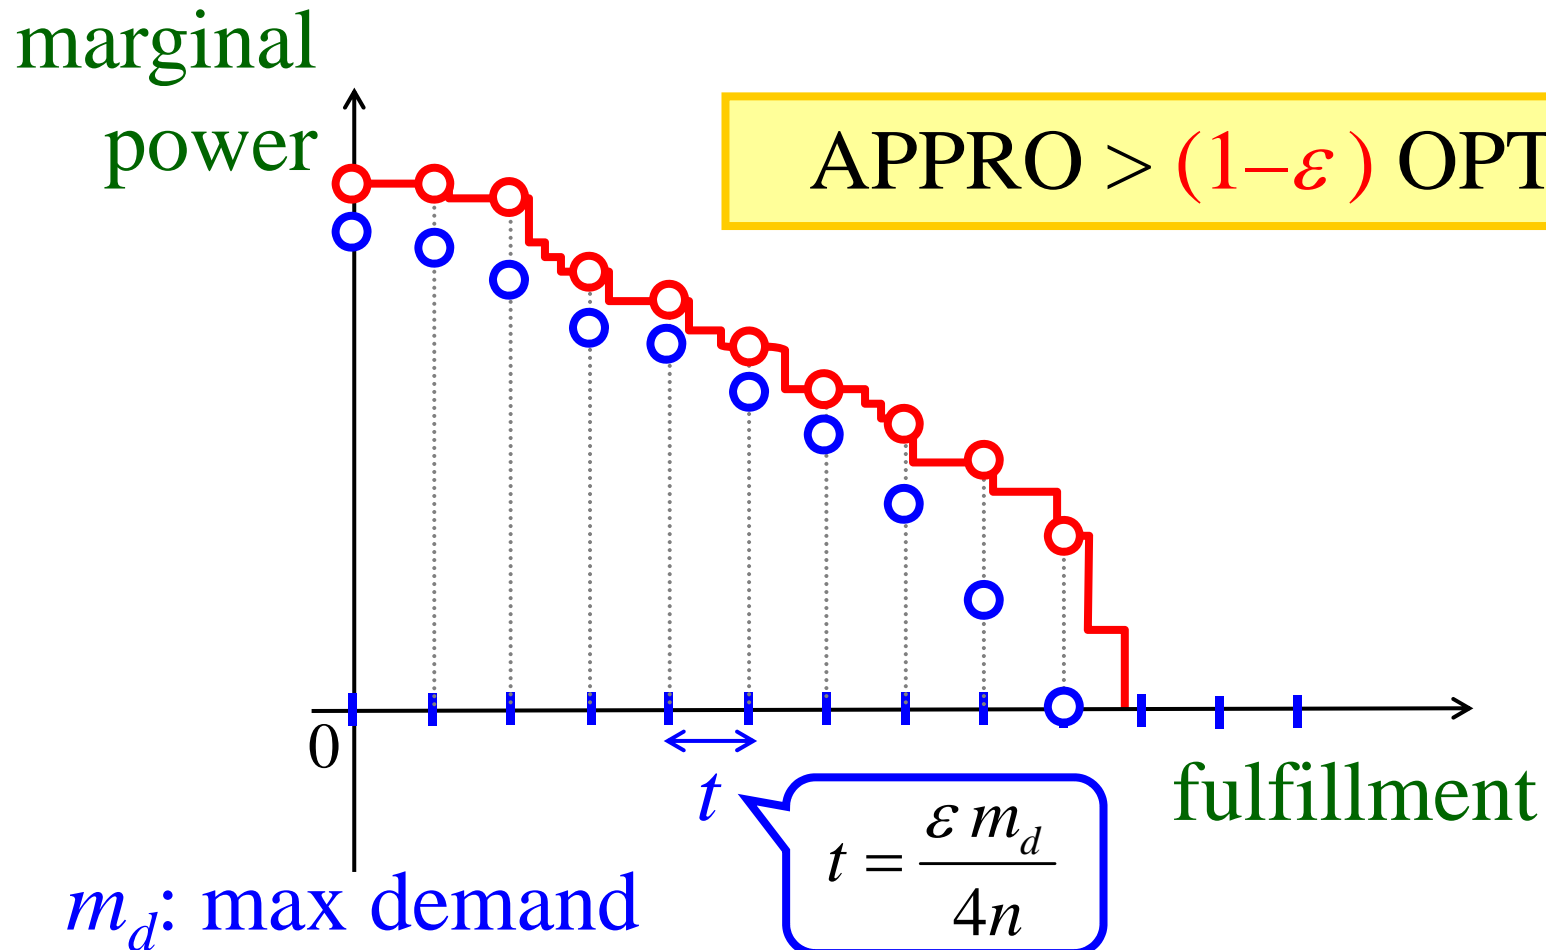 marginal
power
APPRO > (1−ε) OPT
0
t
fulfillment
t = ε m_d / 4n
m_d: max demand